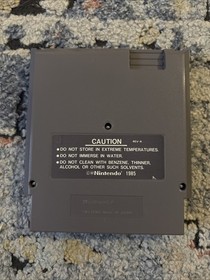 CAUTION REV-A
•DO NOT STORE IN EXTREME TEMPERATURES.
•DO NOT IMMERSE IN WATER.
•DO NOT CLEAN WITH BENZENE, THINNER,
ALCOHOL OR OTHER SUCH SOLVENTS.
©*Nintendo® 1985